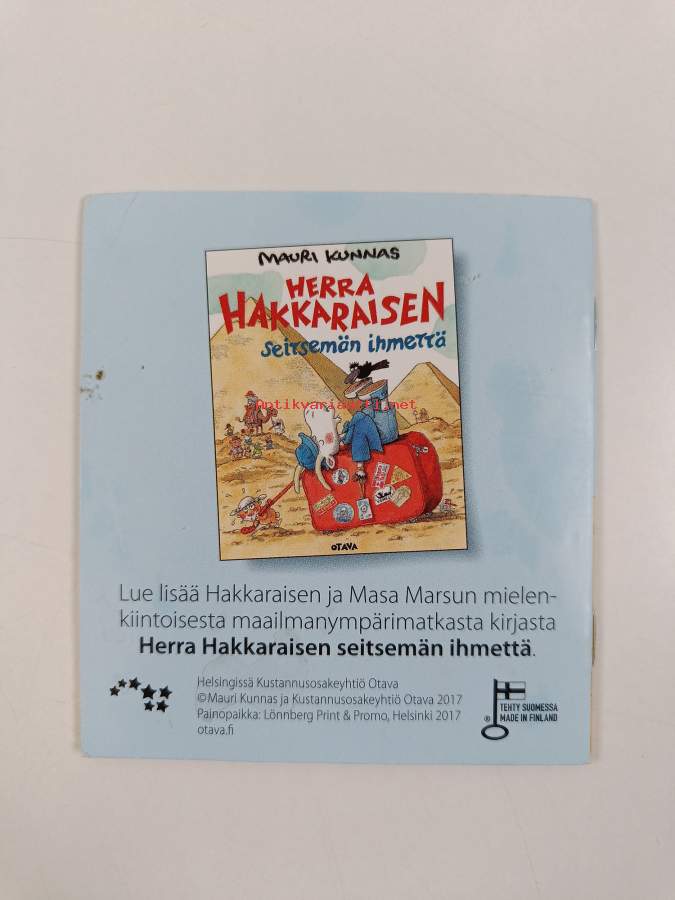 MAURI KUNNAS
HERRA
HAKKARAISEN
seitsemän ihmettä
Antikvariaatti.net
OTAVA
Lue lisää Hakkaraisen ja Masa Marsun mielen-
kiintoisesta maailmanympärimatkasta kirjasta
Herra Hakkaraisen seitsemän ihmettä.
Helsingissä Kustannusosakeyhtiö Otava
©Mauri Kunnas ja Kustannusosakeyhtiö Otava 2017
Painopaikka: Lönnberg Print & Promo, Helsinki 2017
otava.fi
®
TEHTY SUOMESSA
MADE IN FINLAND